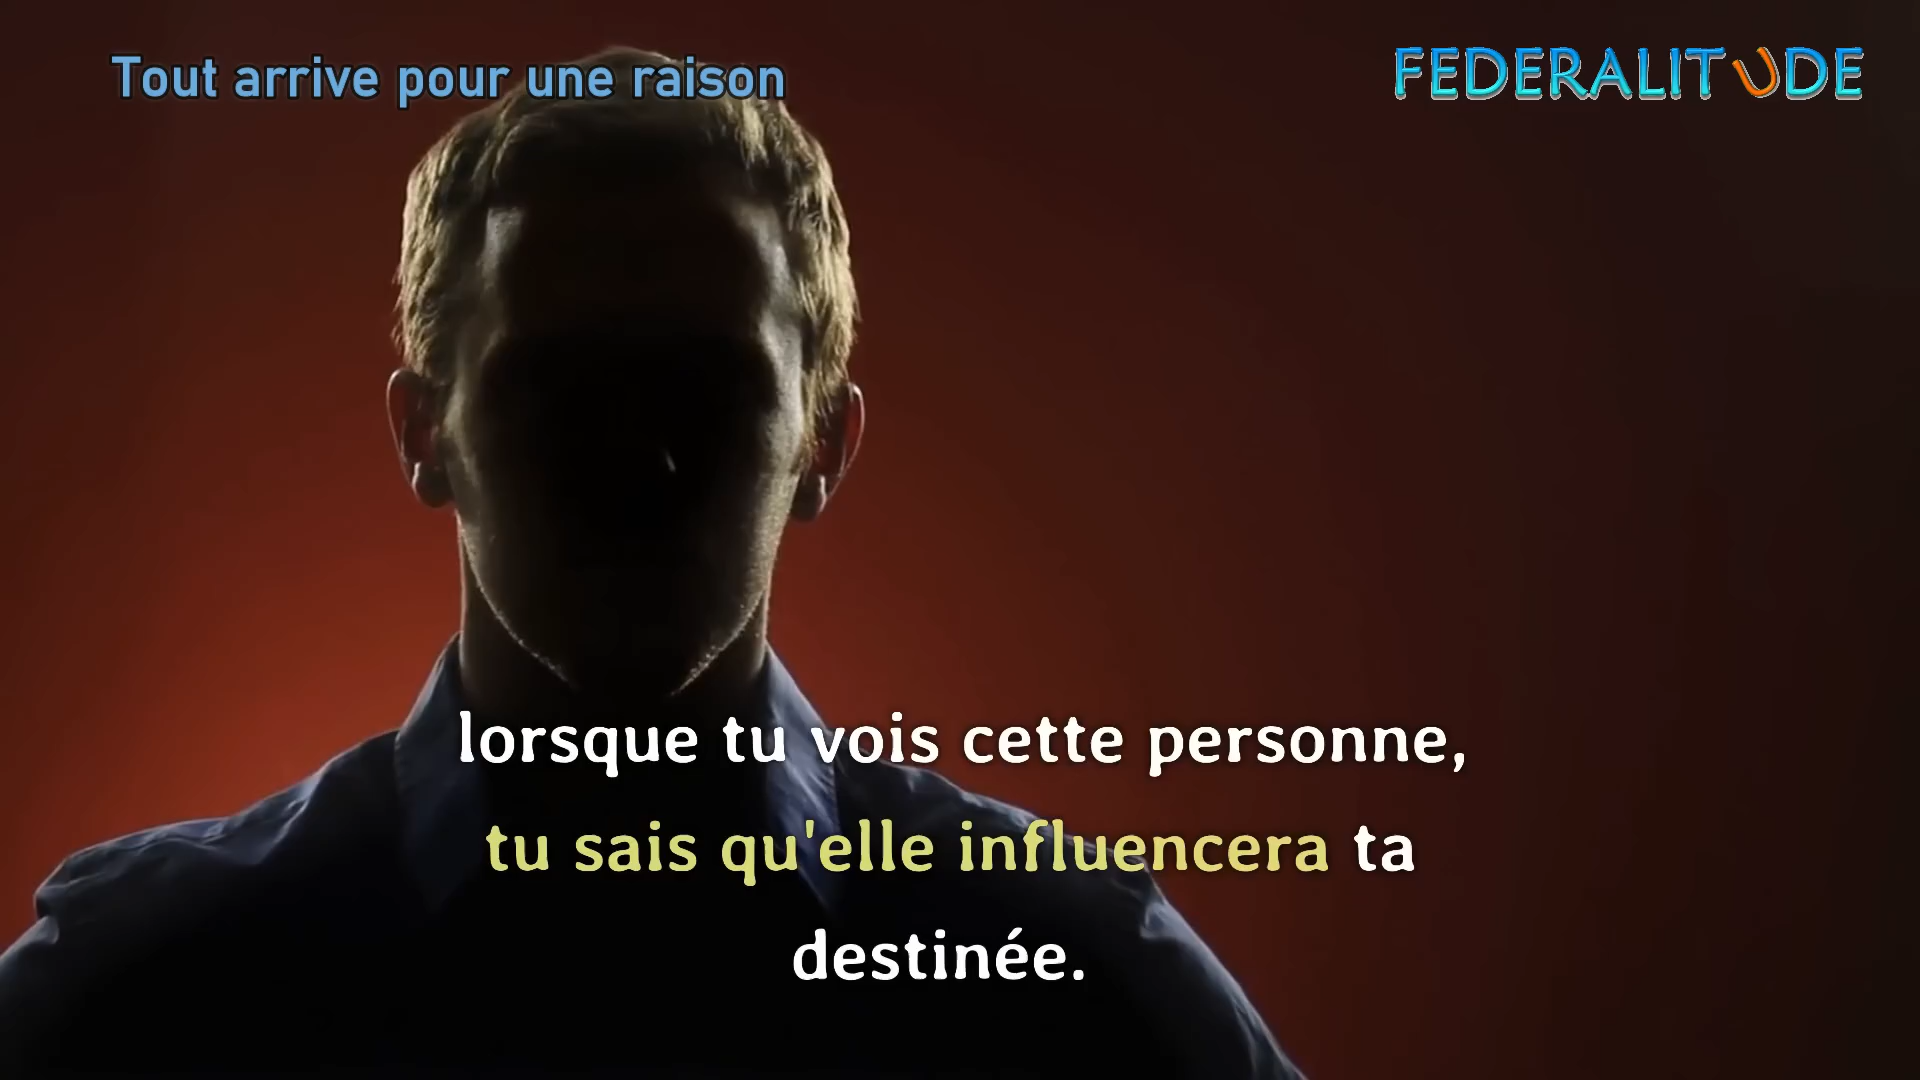 Tout arrive pour une raison
FEDERALITUDE
lorsque tu vois cette personne,
tu sais qu'elle influencera ta
destinée.